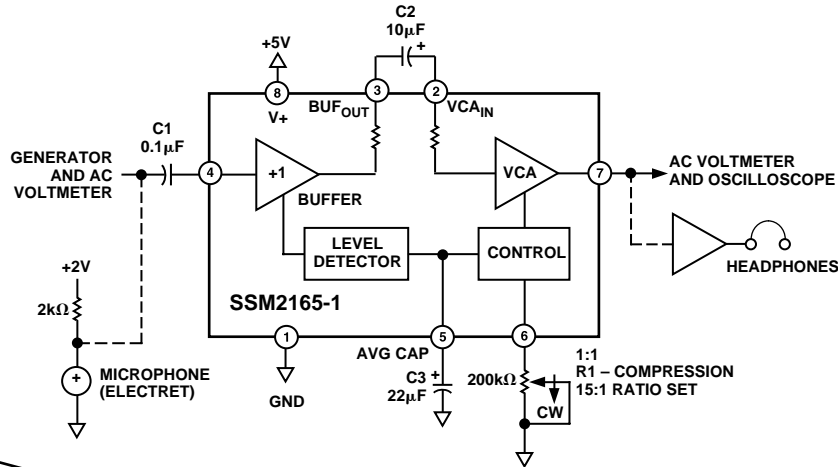 C2
10μF
+
+5V
8
3
2
V+
BUFOUT
VCAIN
C1
0.1μF
GENERATOR
AND AC
VOLTMETER
4
+1
BUFFER
VCA
7
AC VOLTMETER
AND OSCILLOSCOPE
LEVEL
DETECTOR
CONTROL
HEADPHONES
+2V
2kΩ
SSM2165-1
1
5
6
AVG CAP
+
MICROPHONE
(ELECTRET)
GND
C3
22μF
+
200kΩ
CW
1:1
R1 – COMPRESSION
15:1 RATIO SET